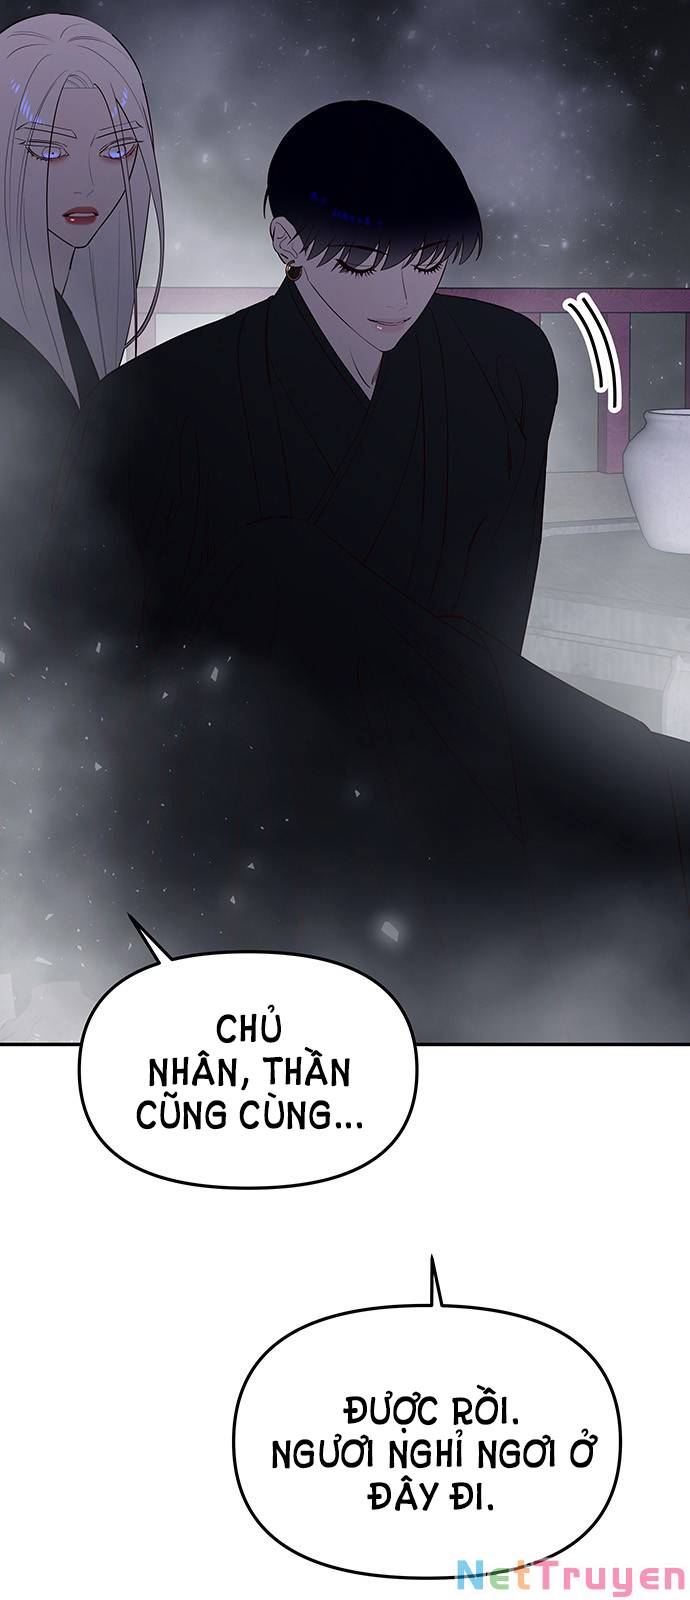 CHỦ
NHÂN, THẦN
CŨNG CÙNG...
ĐƯỢC RỒI.
NGƯƠI NGHỈ NGƠI Ở
ĐÂY ĐI.
NetTruyen